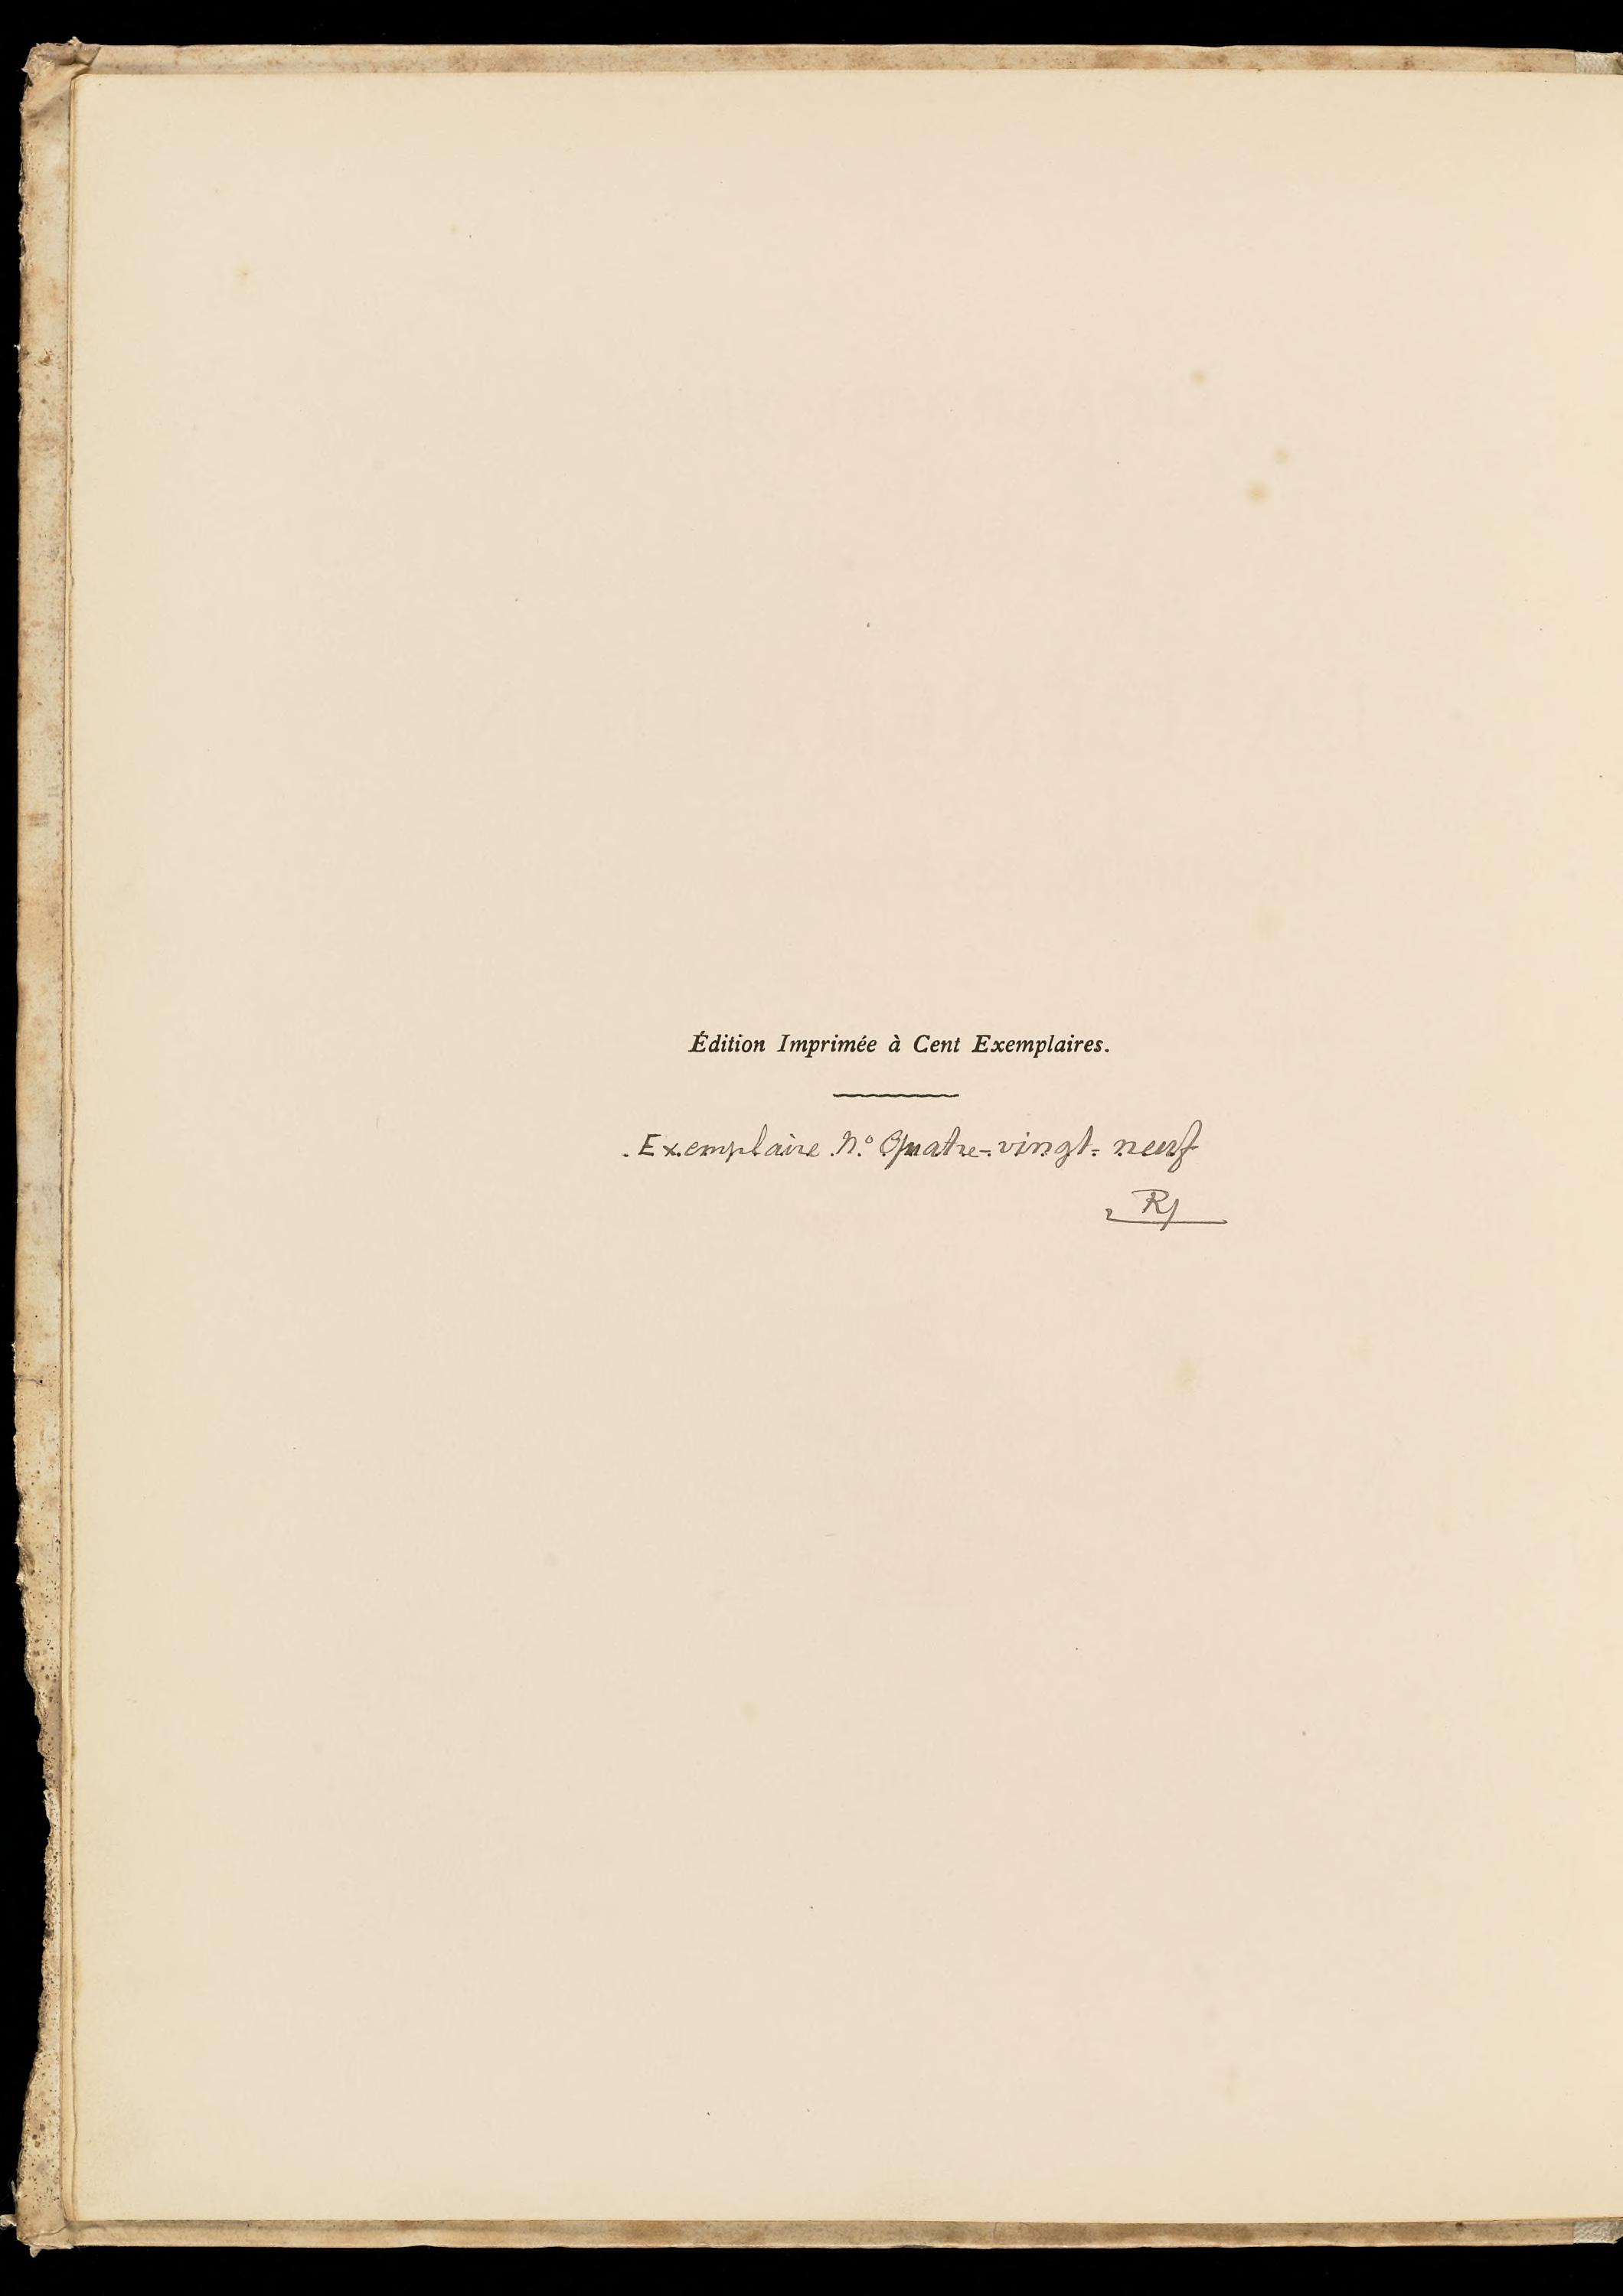 Édition Imprimée à Cent Exemplaires.
Exemplaire N.º Quatre-vingt-neuf